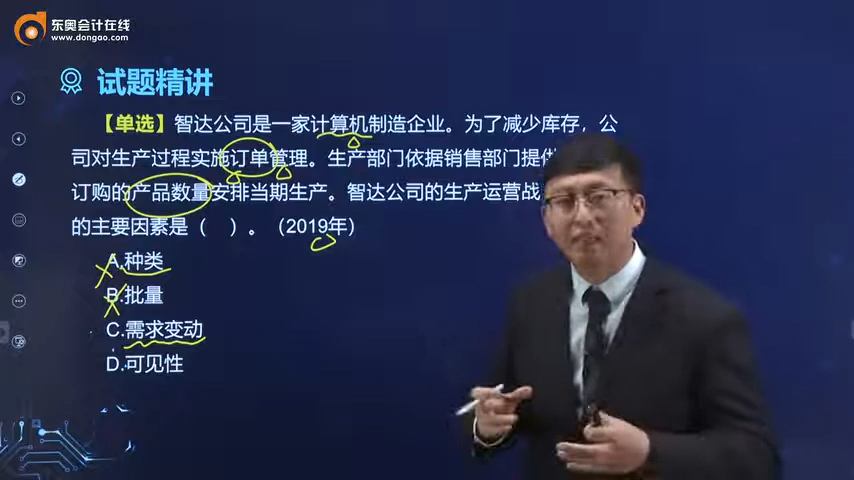 东奥会计在线
www.dongao.com
试题精讲
【单选】智达公司是一家计算机制造企业。为了减少库存，公
司对生产过程实施订单管理。生产部门依据销售部门提供
订购的产品数量安排当期生产。智达公司的生产运营战
的主要因素是（ ）。（2019年）
A.种类
B.批量
C.需求变动
D.可见性